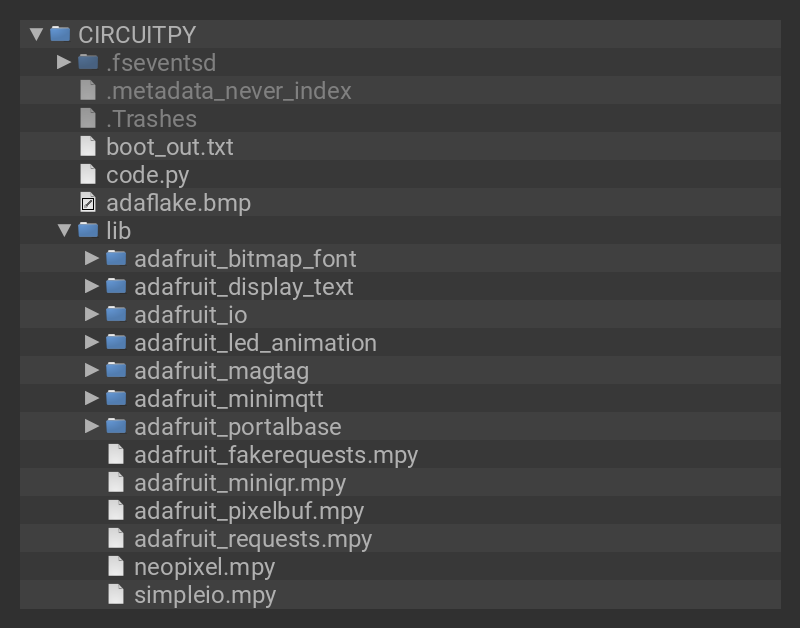 CIRCUITPY
.fseventsd
.metadata_never_index
.Trashes
boot_out.txt
code.py
adaflake.bmp
lib
adafruit_bitmap_font
adafruit_display_text
adafruit_io
adafruit_led_animation
adafruit_magtag
adafruit_minimqtt
adafruit_portalbase
adafruit_fakerequests.mpy
adafruit_miniqr.mpy
adafruit_pixelbuf.mpy
adafruit_requests.mpy
neopixel.mpy
simpleio.mpy